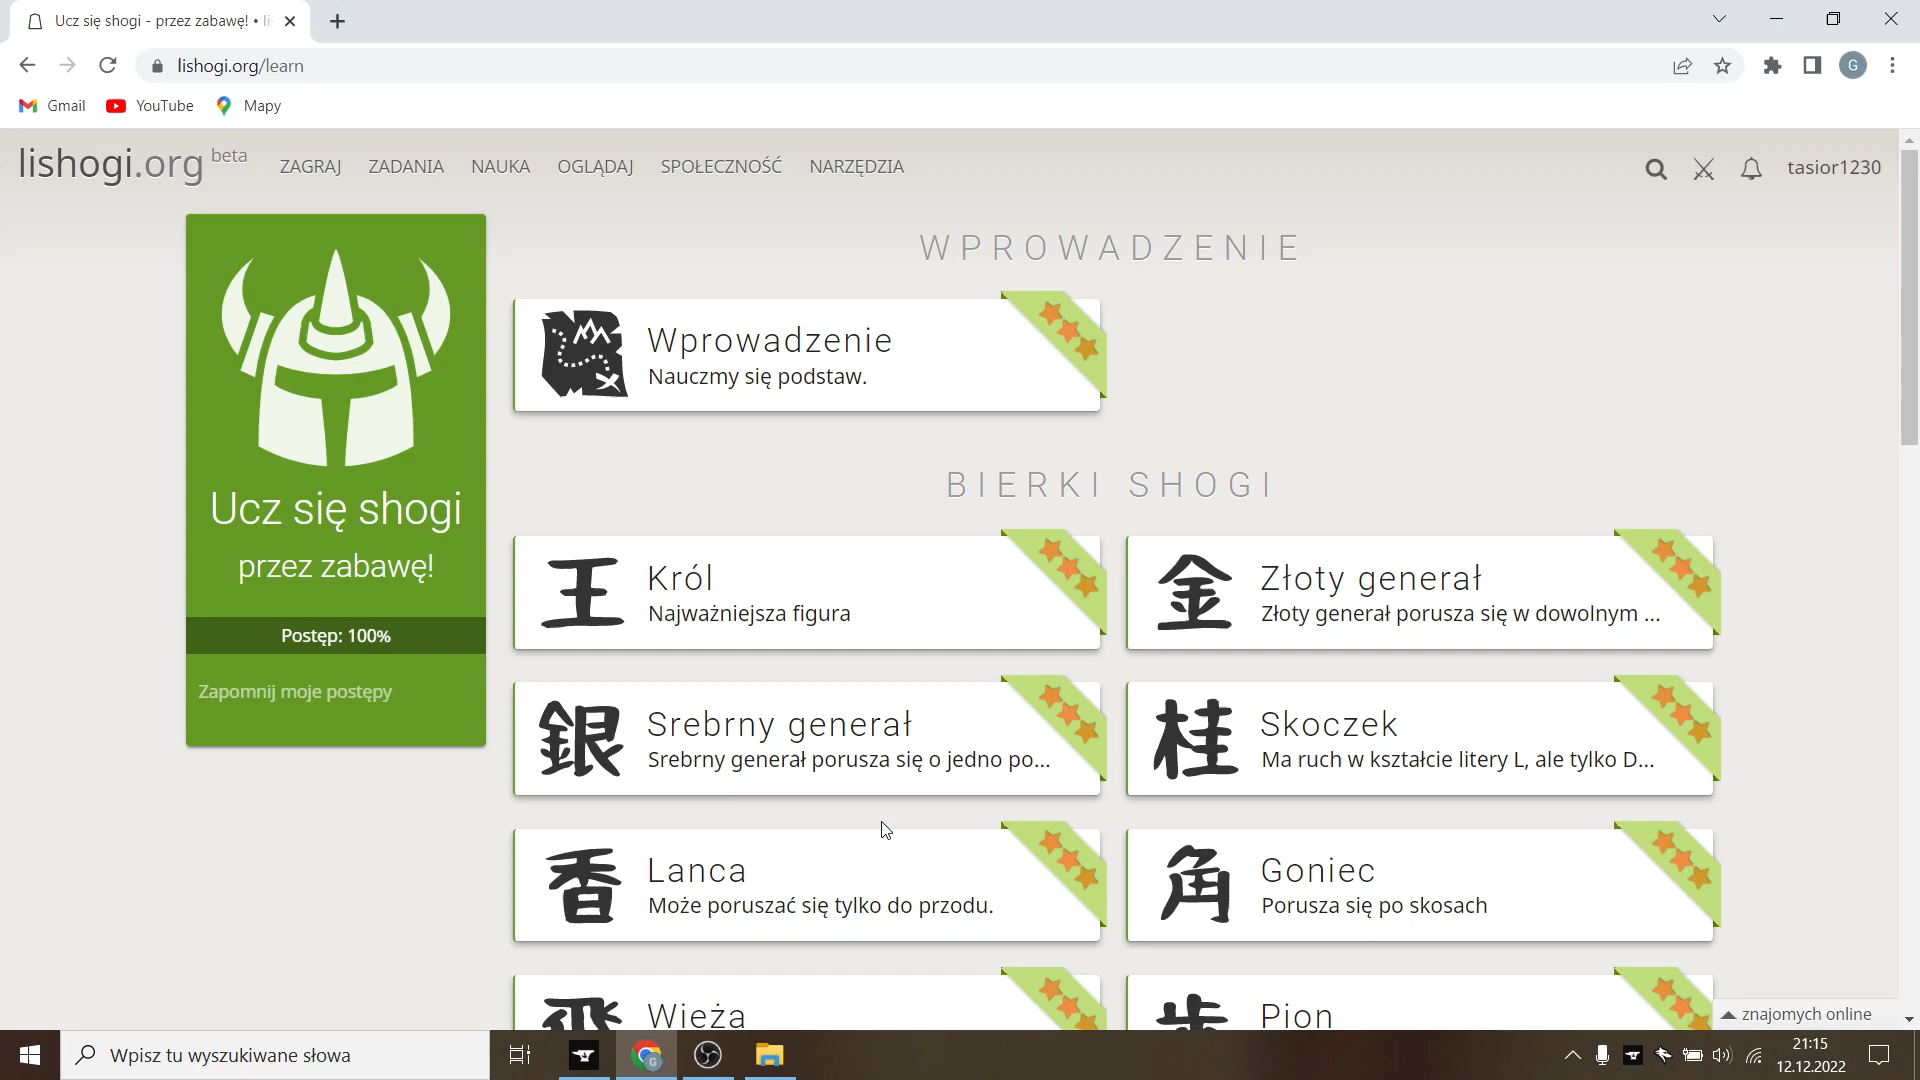 Ucz się shogi - przez zabawę! • li
lishogi.org/learn
G
Gmail
YouTube
Mapy
lishogi.org beta
ZAGRAJ
ZADANIA
NAUKA
OGLĄDAJ
SPOŁECZNOŚĆ
NARZĘDZIA
tasior1230
Ucz się shogi
przez zabawę!
Postęp: 100%
Zapomnij moje postępy
WPROWADZENIE
Wprowadzenie
Nauczmy się podstaw.
BIERKI SHOGI
王
Król
Najważniejsza figura
金
Złoty generał
Złoty generał porusza się w dowolnym ...
銀
Srebrny generał
Srebrny generał porusza się o jedno po...
桂
Skoczek
Ma ruch w kształcie litery L, ale tylko D...
香
Lanca
Może poruszać się tylko do przodu.
角
Goniec
Porusza się po skosach
飛
Wieża
歩
Pion
znajomych online
Wpisz tu wyszukiwane słowa
G
21:15
12.12.2022